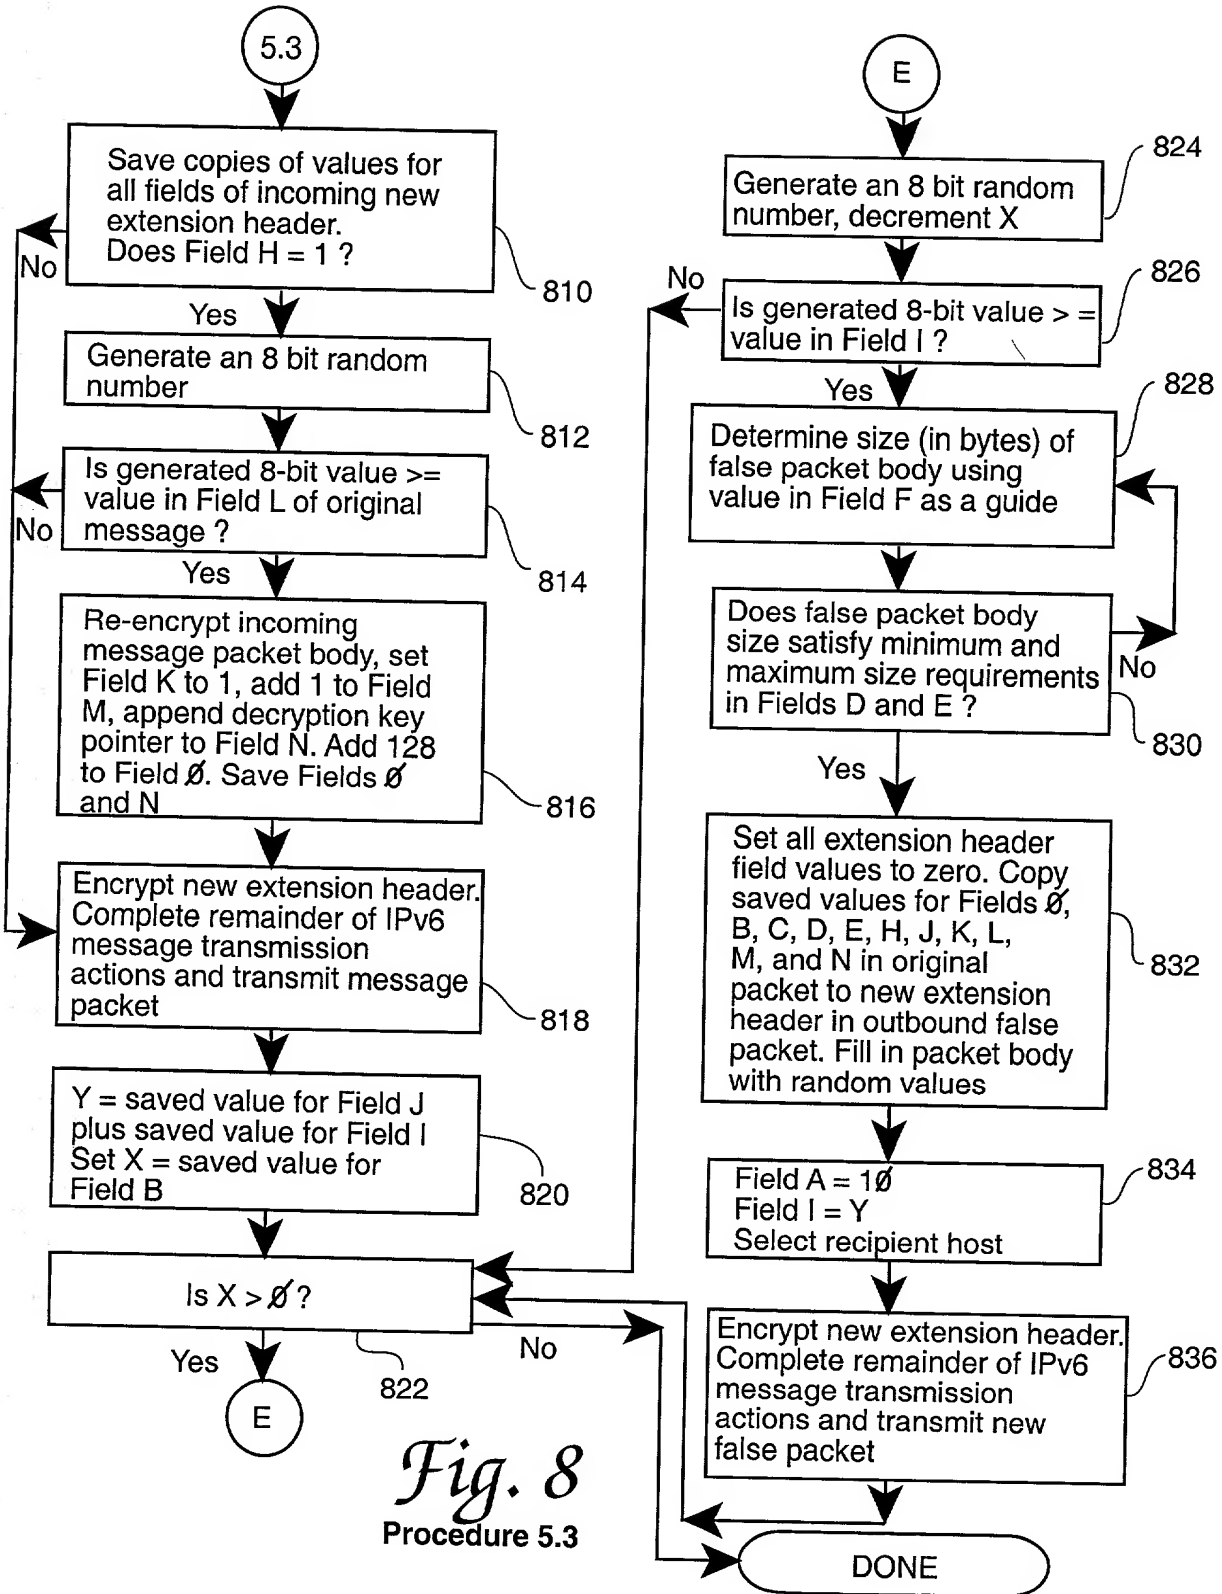 5.3
Save copies of values for
all fields of incoming new
extension header.
Does Field H = 1 ?
No
810
Yes
Generate an 8 bit random
number
812
Is generated 8-bit value >=
value in Field L of original
message ?
No
814
Yes
Re-encrypt incoming
message packet body, set
Field K to 1, add 1 to Field
M, append decryption key
pointer to Field N. Add 128
to Field Ø. Save Fields Ø
and N
816
Encrypt new extension header.
Complete remainder of IPv6
message transmission
actions and transmit message
packet
818
Y = saved value for Field J
plus saved value for Field I
Set X = saved value for
Field B
820
Is X > Ø ?
No
Yes
822
E
E
824
Generate an 8 bit random
number, decrement X
No
826
Is generated 8-bit value > =
value in Field I ?
Yes
828
Determine size (in bytes) of
false packet body using
value in Field F as a guide
Does false packet body
size satisfy minimum and
maximum size requirements
in Fields D and E ?
No
830
Yes
Set all extension header
field values to zero. Copy
saved values for Fields Ø,
B, C, D, E, H, J, K, L,
M, and N in original
packet to new extension
header in outbound false
packet. Fill in packet body
with random values
832
Field A = 1Ø
Field I = Y
Select recipient host
834
Encrypt new extension header.
Complete remainder of IPv6
message transmission
actions and transmit new
false packet
836
DONE
Fig. 8
Procedure 5.3